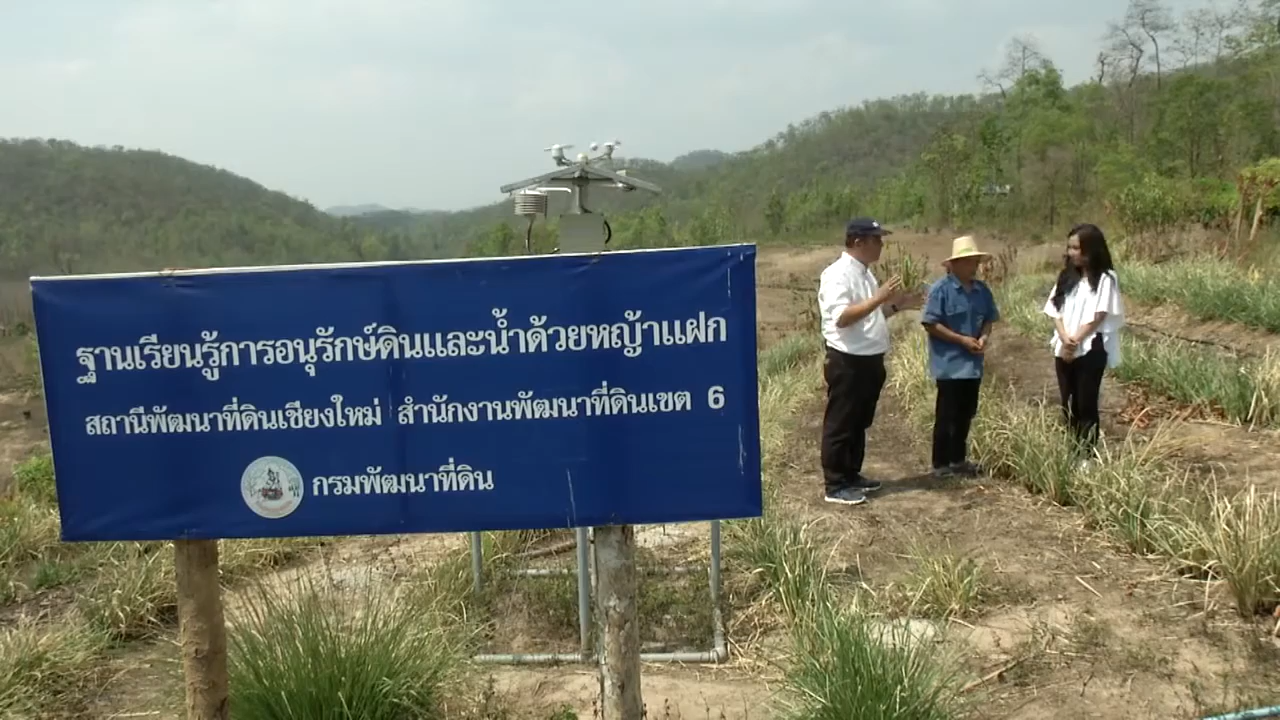 ฐานเรียนรู้การอนุรักษ์ดินและน้ำด้วยหญ้าแฝก
สถานีพัฒนาที่ดินเชียงใหม่ สำนักงานพัฒนาที่ดินเขต 6
กรมพัฒนาที่ดิน